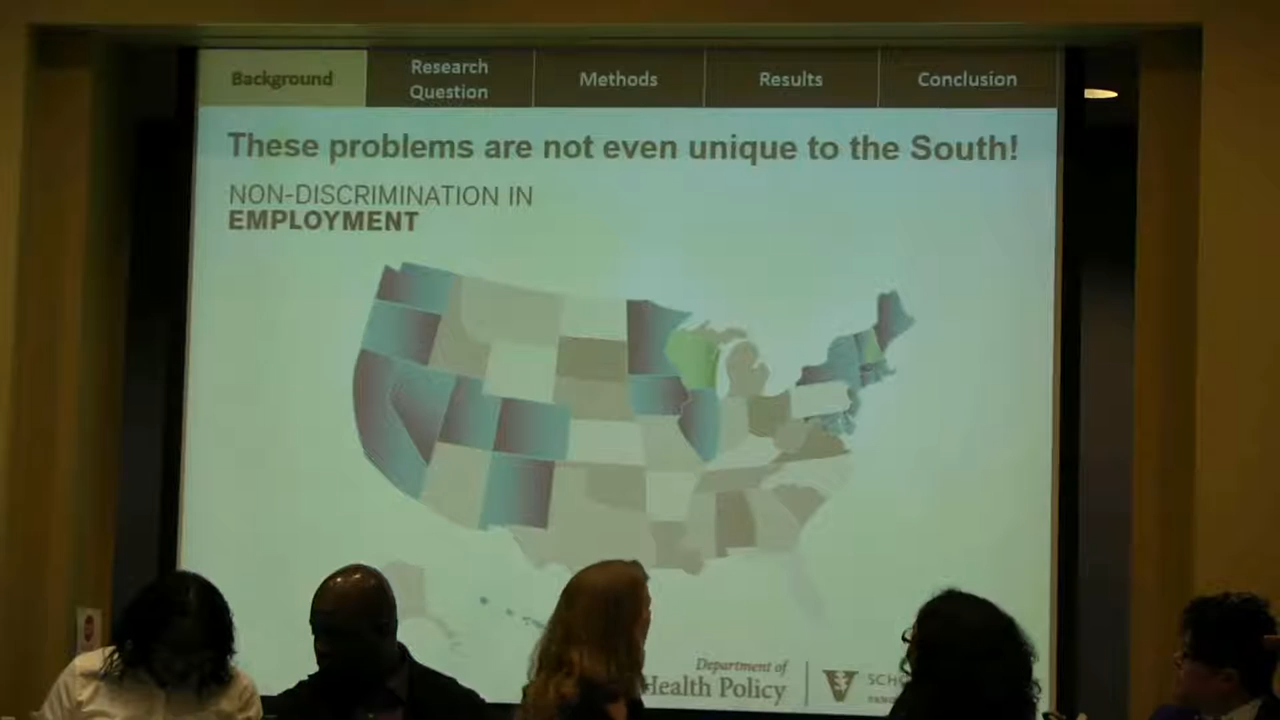 Background
Research
Question
Methods
Results
Conclusion
These problems are not even unique to the South!
NON-DISCRIMINATION IN
EMPLOYMENT
Department of
Health Policy